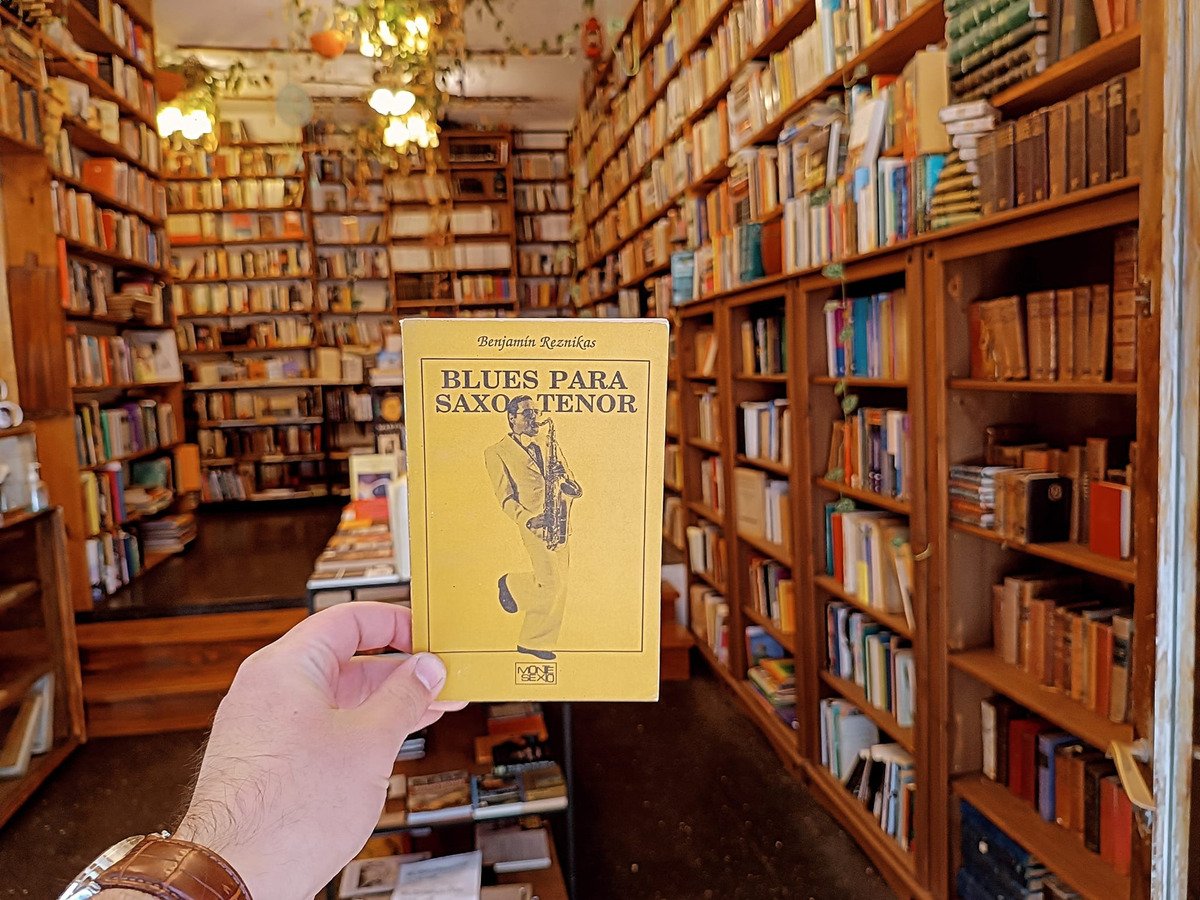 Benjamín Reznikas
BLUES PARA
SAXO TENOR
MONTE
SEXTO